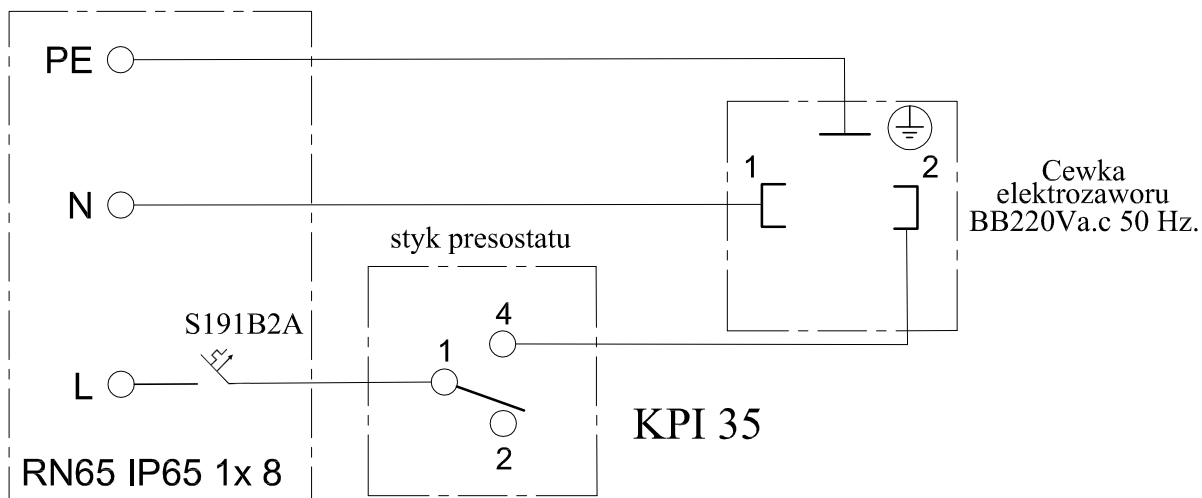 PE
1
2
Cewka
elektrozaworu
BB220Va.c 50 Hz.
N
styk presostatu
S191B2A
4
1
L
KPI 35
2
RN65 IP65 1x 8